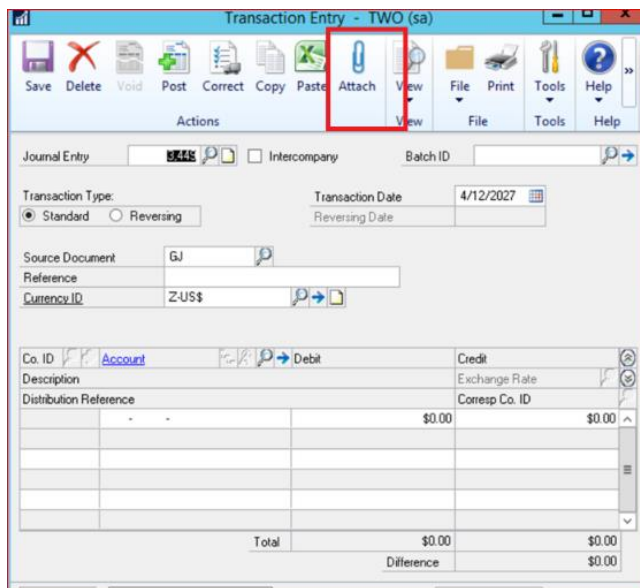 Transaction Entry - TWO (sa)
Save Delete Void Post Correct Copy Paste Attach View File Print Tools Help
Actions View File Tools Help
Journal Entry 3,445 Intercompany Batch ID
Transaction Type: Transaction Date 4/12/2027
Standard Reversing Reversing Date
Source Document GJ
Reference
Currency ID Z-US$
Co. ID Account Debit Credit
Description Exchange Rate
Distribution Reference Corresp Co. ID
- - $0.00 $0.00
Total $0.00 $0.00
Difference $0.00